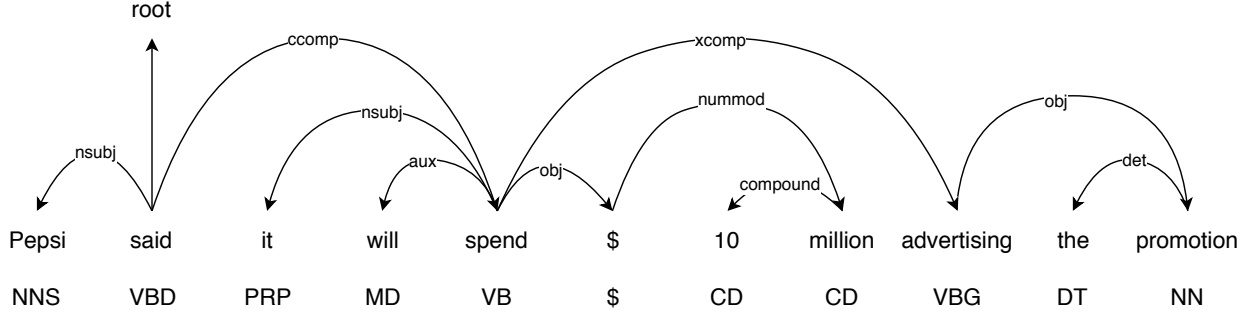 root
ccomp xcomp
nummod
obj
nsubj
nsubj
aux obj det
compound
Pepsi said it will spend $ 10 million advertising the promotion
NNS VBD PRP MD VB $ CD CD VBG DT NN